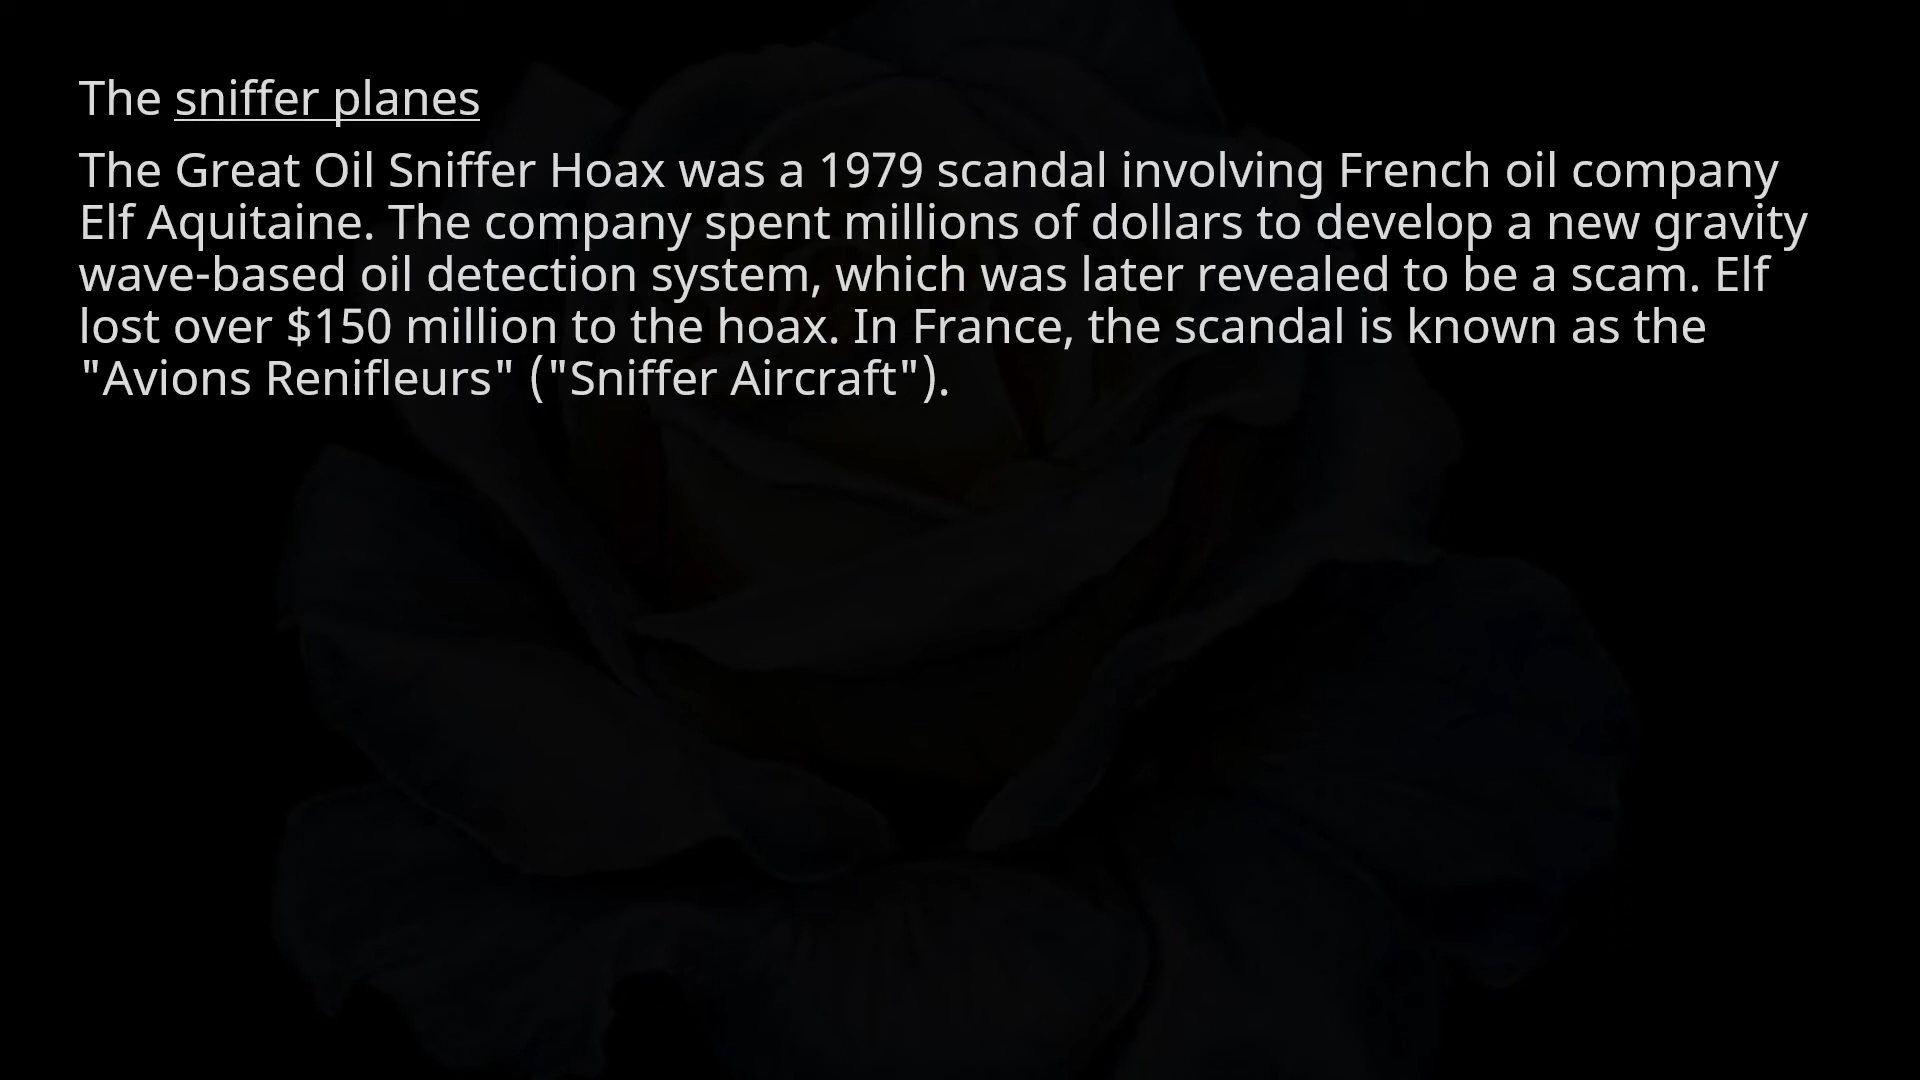 The sniffer planes
The Great Oil Sniffer Hoax was a 1979 scandal involving French oil company
Elf Aquitaine. The company spent millions of dollars to develop a new gravity
wave-based oil detection system, which was later revealed to be a scam. Elf
lost over $150 million to the hoax. In France, the scandal is known as the
"Avions Renifleurs" ("Sniffer Aircraft").